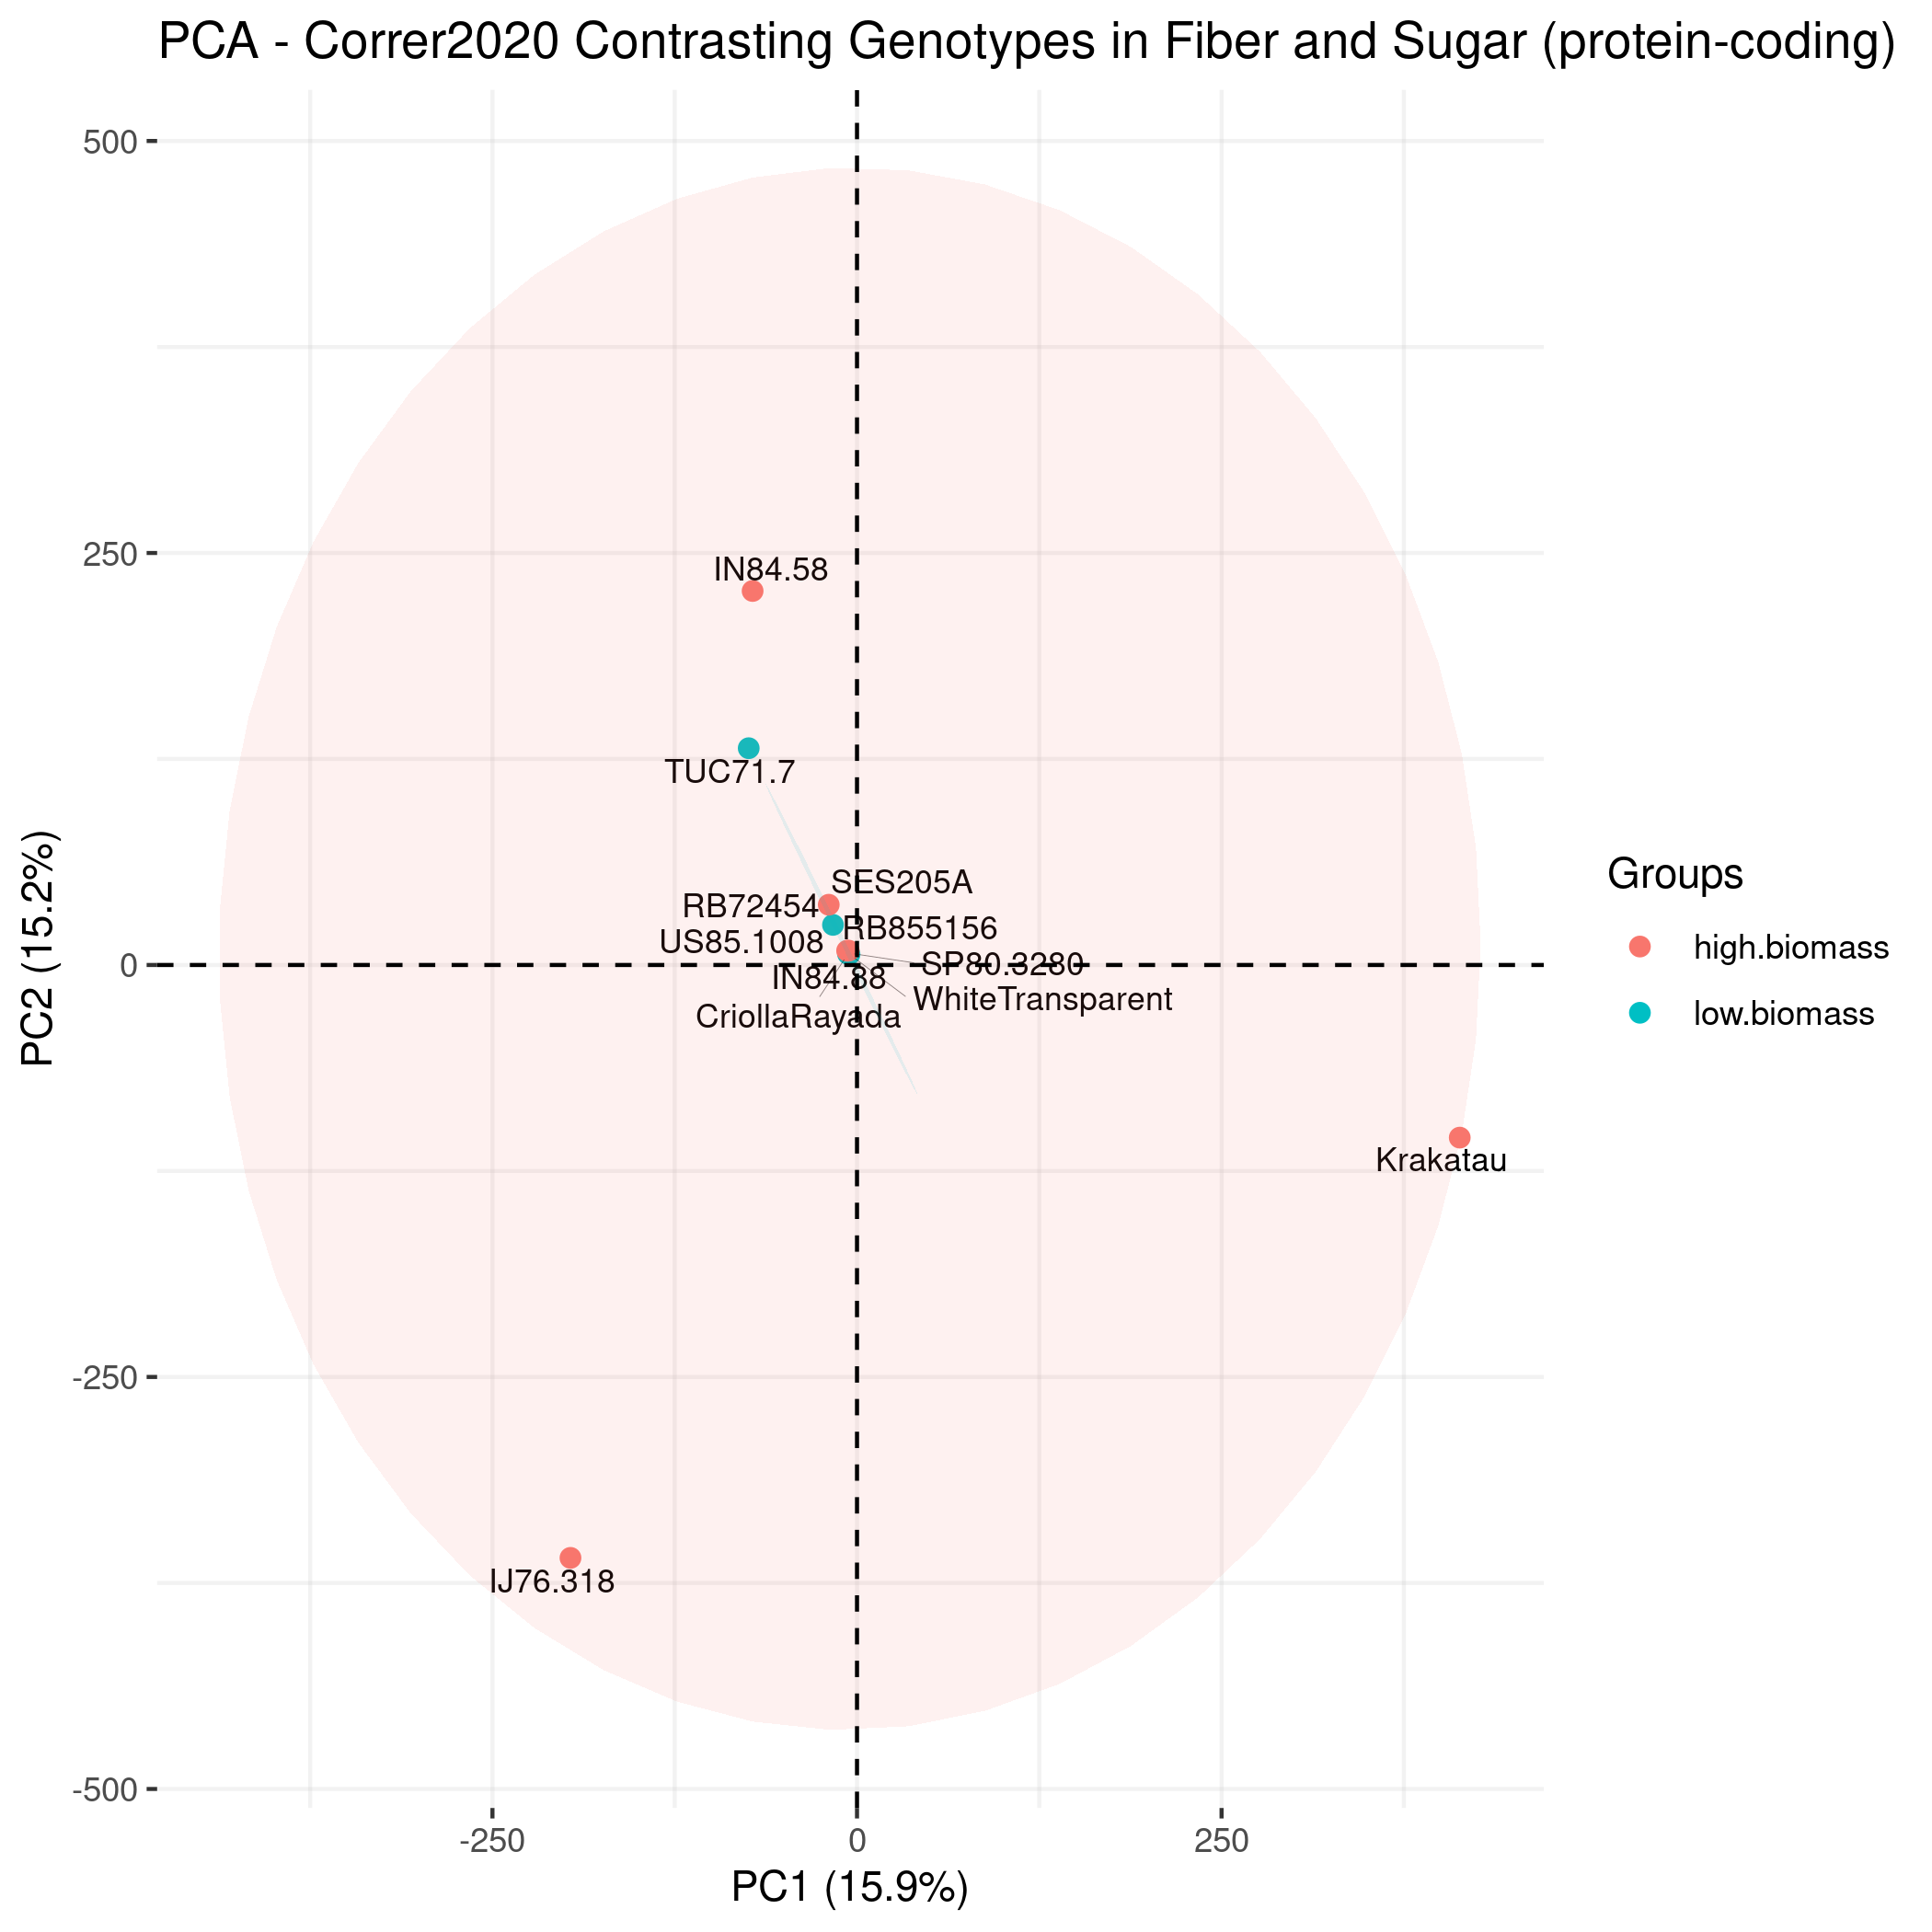 PCA - Correr2020 Contrasting Genotypes in Fiber and Sugar (protein-coding)
500
250
0
-250
-500
PC2 (15.2%)
IN84.58
TUC71.7
SES205A
RB72454
RB855156
US85.1008
SP80.3280
IN84.88
WhiteTransparent
CriollaRayada
Krakatau
IJ76.318
-250
0
250
PC1 (15.9%)
Groups
high.biomass
low.biomass